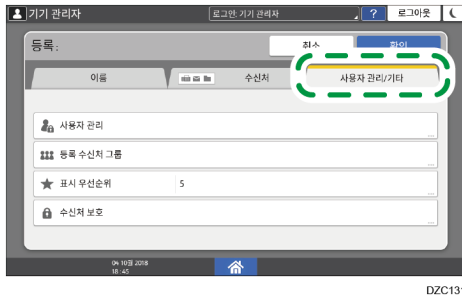 기기 관리자 로그인: 기기 관리자 ? 로그아웃
등록: 취소 확인
이름 수신처 사용자 관리/기타
사용자 관리
등록 수신처 그룹
표시 우선순위 5
수신처 보호
04 10월 2018
18:45
DZC131